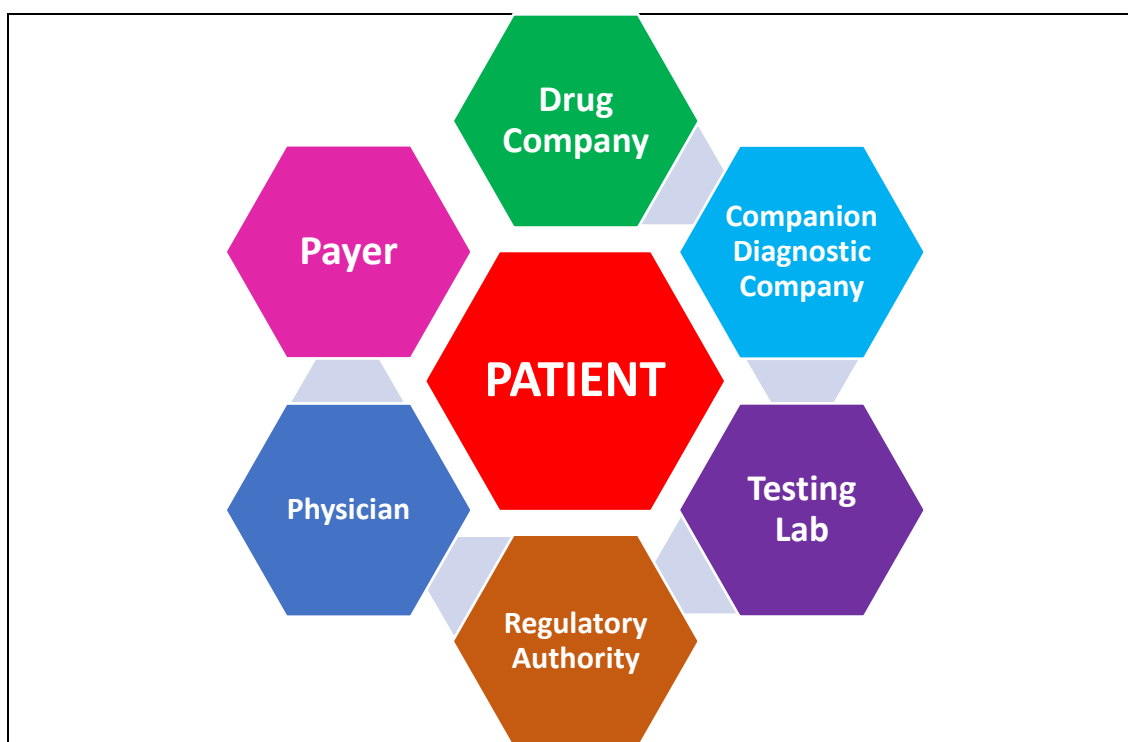 Drug
Company
Payer
Companion
Diagnostic
Company
PATIENT
Physician
Testing
Lab
Regulatory
Authority